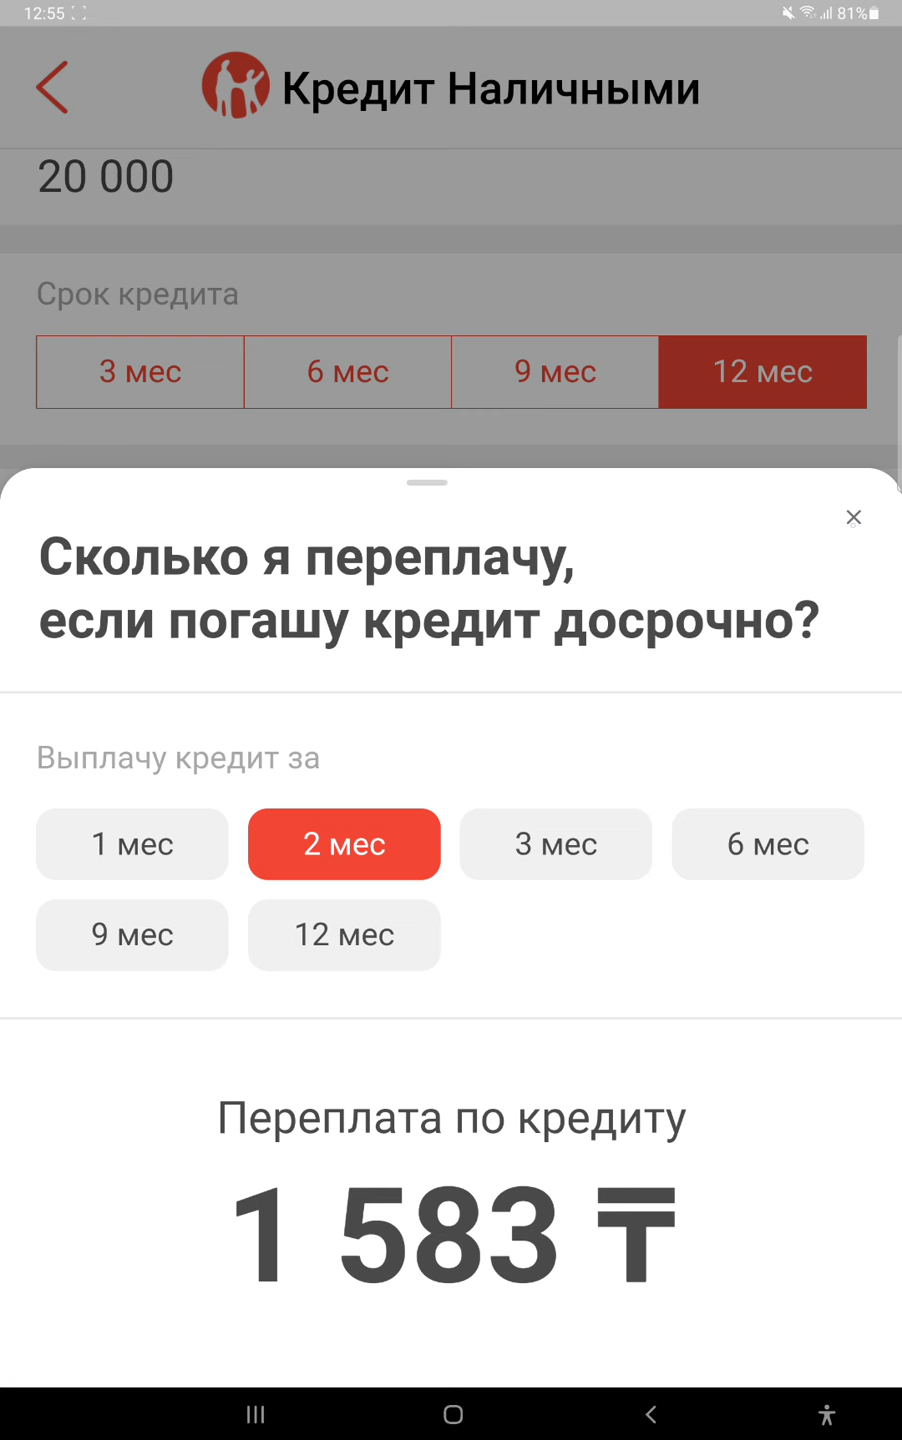 12:55 81%
Кредит Наличными
20 000
Срок кредита
3 мес 6 мес 9 мес 12 мес
Сколько я переплачу,
если погашу кредит досрочно?
Выплачу кредит за
1 мес 2 мес 3 мес 6 мес
9 мес 12 мес
Переплата по кредиту
1 583 ₸